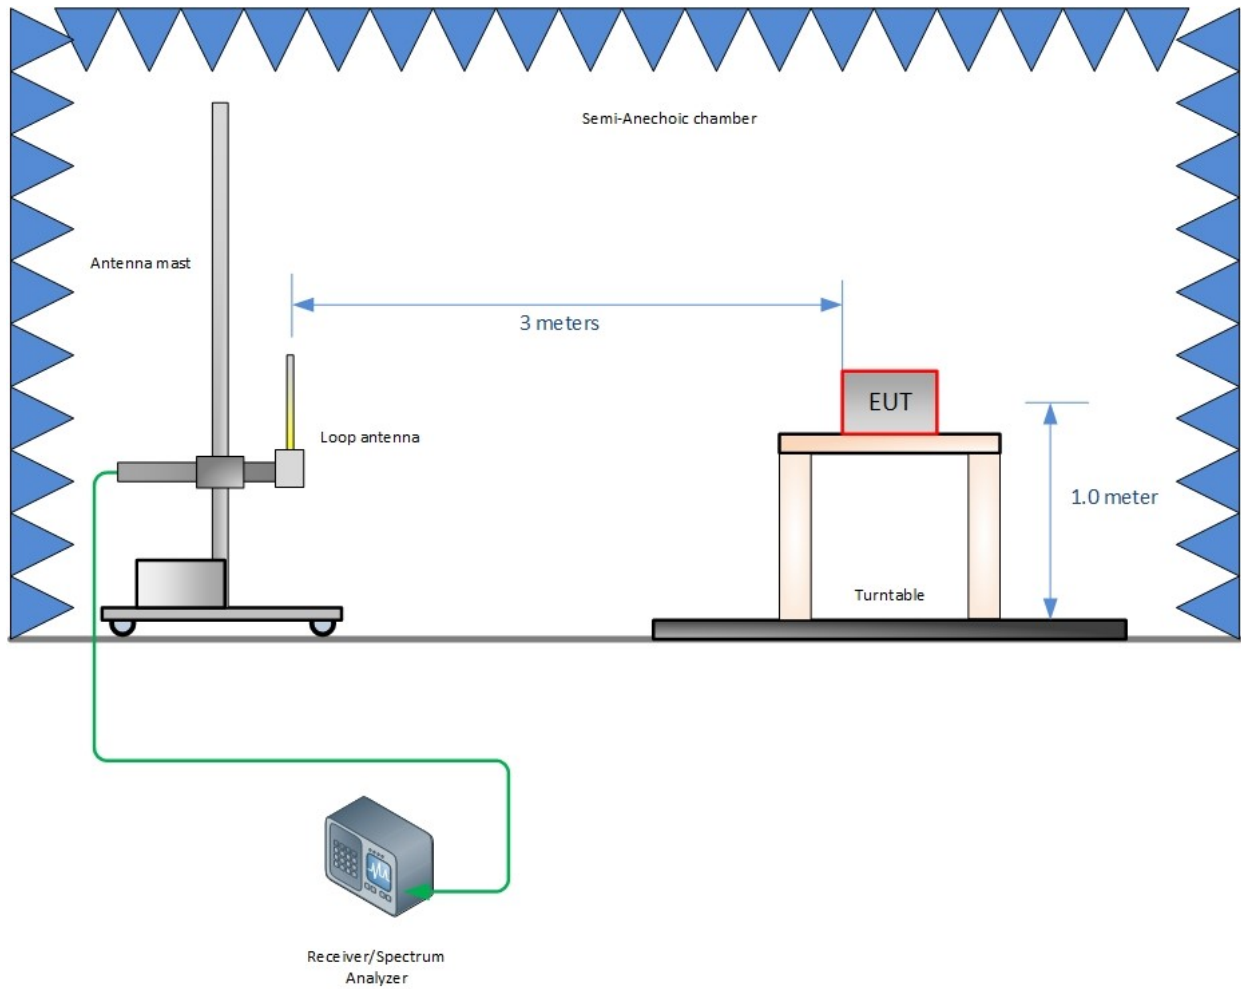 Semi-Anechoic chamber
Antenna mast
3 meters
EUT
Loop antenna
1.0 meter
Turntable
Receiver/Spectrum
Analyzer